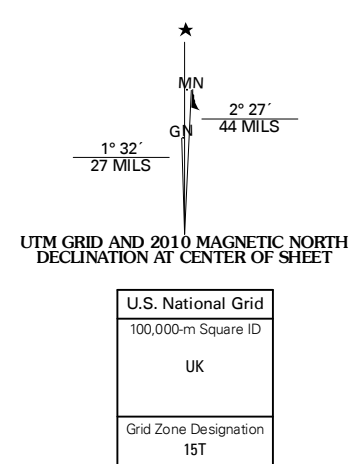 MN
GN
2° 27´
44 MILS
1° 32´
27 MILS
UTM GRID AND 2010 MAGNETIC NORTH
DECLINATION AT CENTER OF SHEET
U.S. National Grid
100,000-m Square ID
UK
Grid Zone Designation
15T